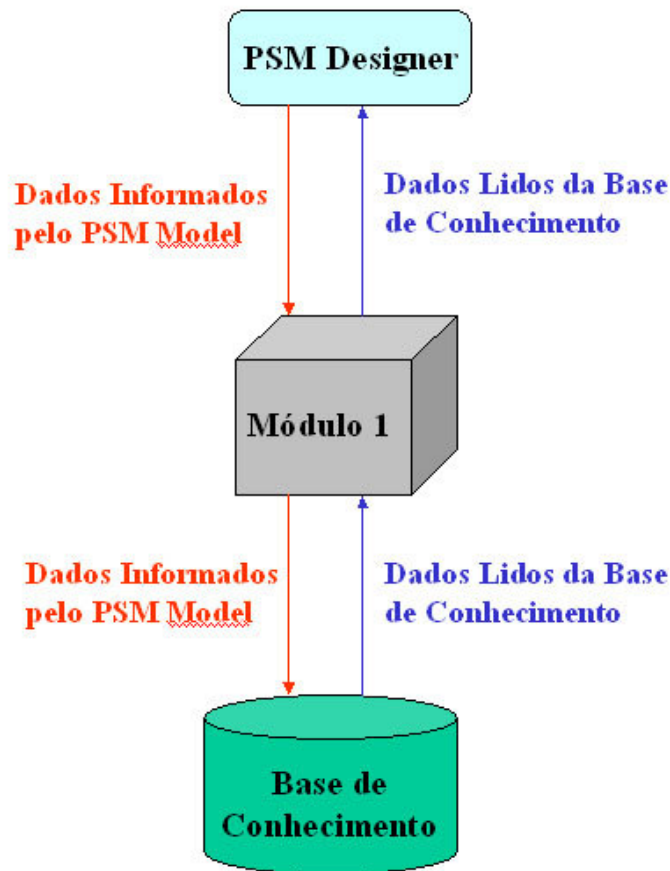 PSM Designer
Dados Informados
pelo PSM Model
Dados Lidos da Base
de Conhecimento
Módulo 1
Dados Informados
pelo PSM Model
Dados Lidos da Base
de Conhecimento
Base de
Conhecimento